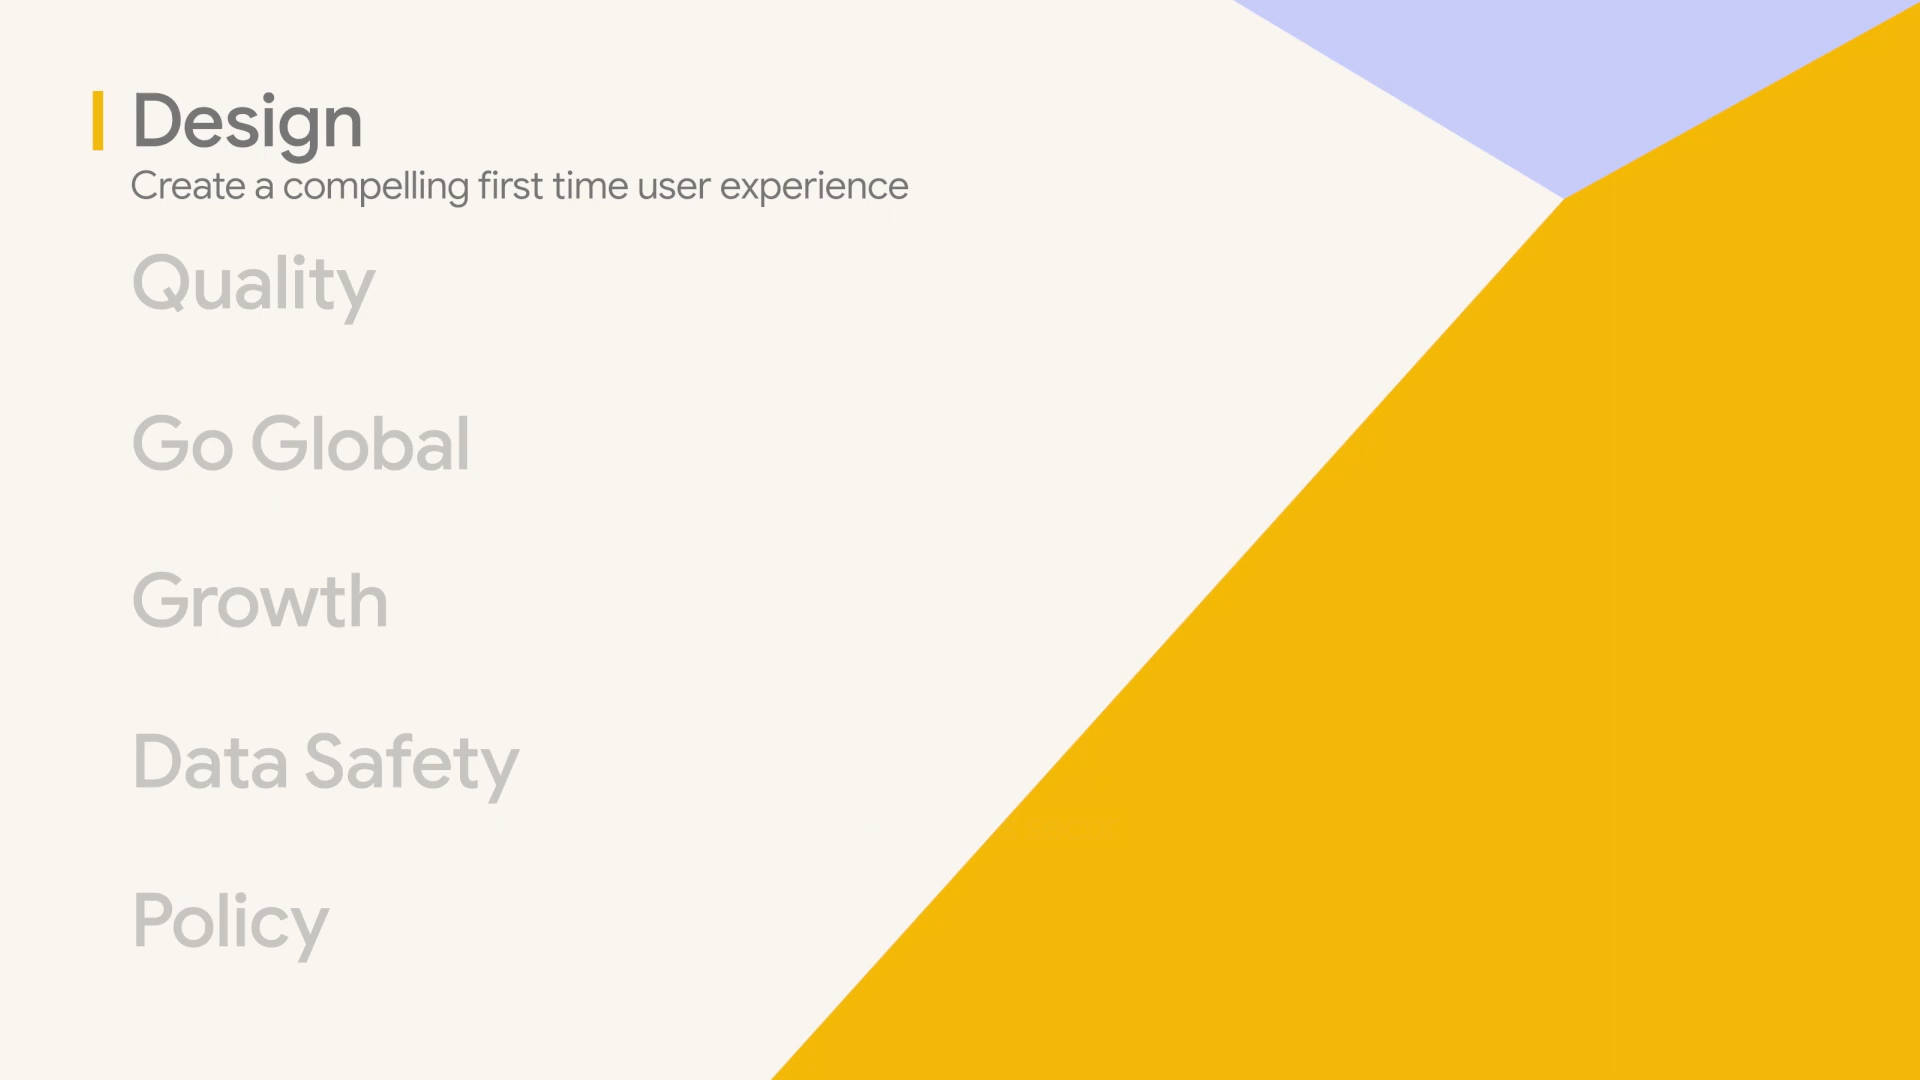 Design
Create a compelling first time user experience
Quality
Go Global
Growth
Data Safety
Policy